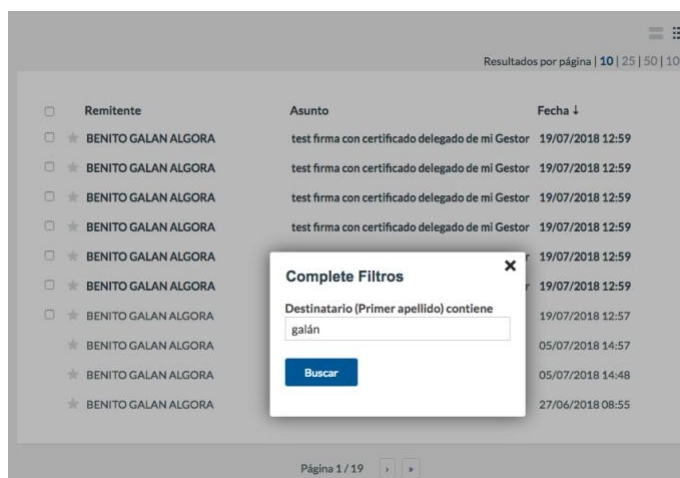 Resultados por página | 10 | 25 | 50 | 10
Remitente Asunto Fecha ↓
BENITO GALAN ALGORA test firma con certificado delegado de mi Gestor 19/07/2018 12:59
BENITO GALAN ALGORA test firma con certificado delegado de mi Gestor 19/07/2018 12:59
BENITO GALAN ALGORA test firma con certificado delegado de mi Gestor 19/07/2018 12:59
BENITO GALAN ALGORA test firma con certificado delegado de mi Gestor 19/07/2018 12:59
BENITO GALAN ALGORA r 19/07/2018 12:59
BENITO GALAN ALGORA r 19/07/2018 12:59
BENITO GALAN ALGORA 19/07/2018 12:57
BENITO GALAN ALGORA 05/07/2018 14:57
BENITO GALAN ALGORA 05/07/2018 14:48
BENITO GALAN ALGORA 27/06/2018 08:55
Complete Filtros
Destinatario (Primer apellido) contiene
galán
Buscar
Página 1 / 19 › »